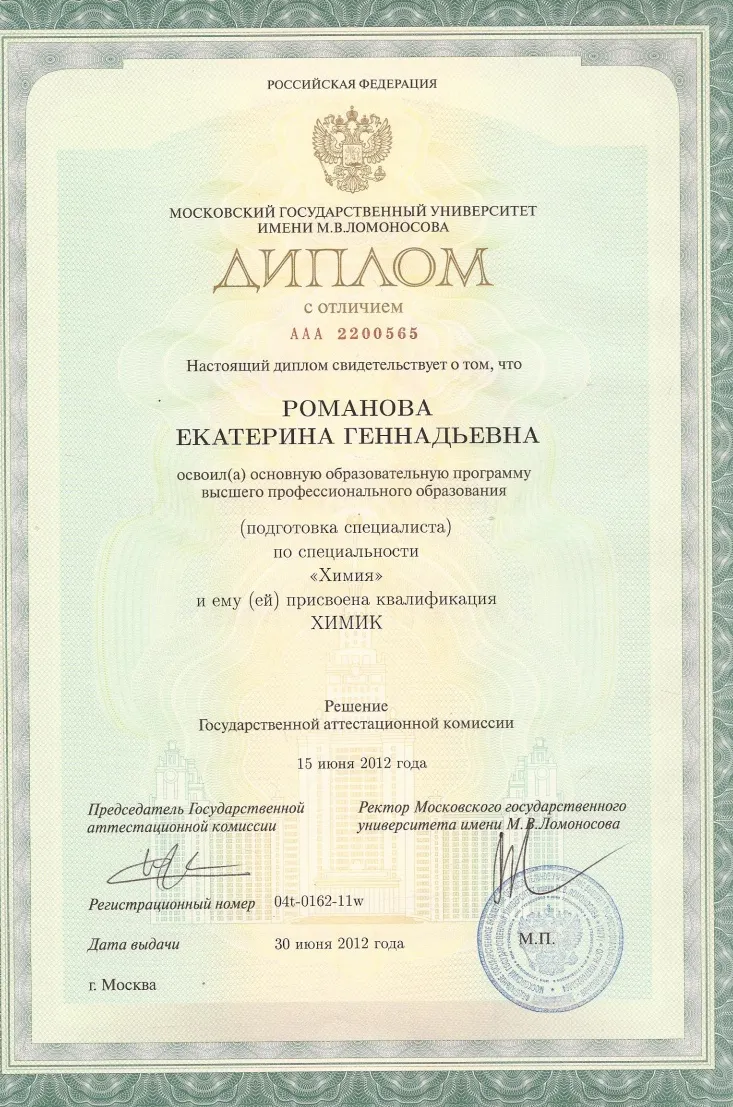 РОССИЙСКАЯ ФЕДЕРАЦИЯ
МОСКОВСКИЙ ГОСУДАРСТВЕННЫЙ УНИВЕРСИТЕТ
ИМЕНИ М.В.ЛОМОНОСОВА
ДИПЛОМ
с отличием
ААА 2200565
Настоящий диплом свидетельствует о том, что
РОМАНОВА
ЕКАТЕРИНА ГЕННАДЬЕВНА
освоил(а) основную образовательную программу
высшего профессионального образования
(подготовка специалиста)
по специальности
«Химия»
и ему (ей) присвоена квалификация
ХИМИК
Решение
Государственной аттестационной комиссии
15 июня 2012 года
Председатель Государственной
аттестационной комиссии
Ректор Московского государственного
университета имени М.В.Ломоносова
Регистрационный номер 04t-0162-11w
Дата выдачи 30 июня 2012 года
М.П.
г. Москва